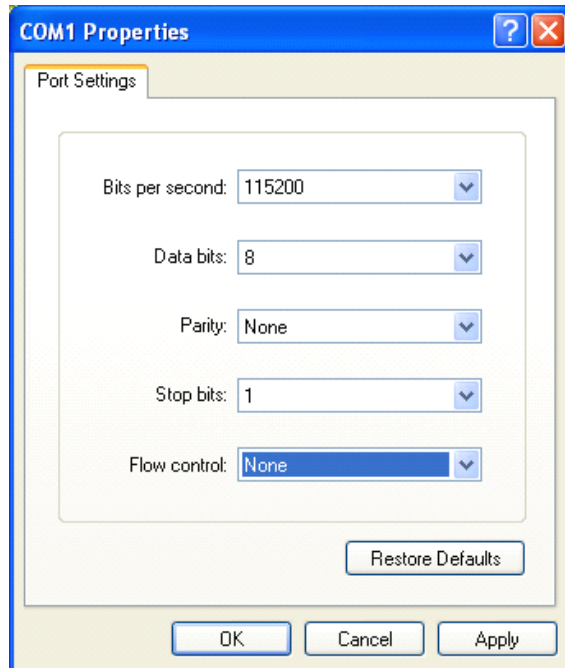 COM1 Properties
Port Settings
Bits per second: 115200
Data bits: 8
Parity: None
Stop bits: 1
Flow control: None
Restore Defaults
OK Cancel Apply